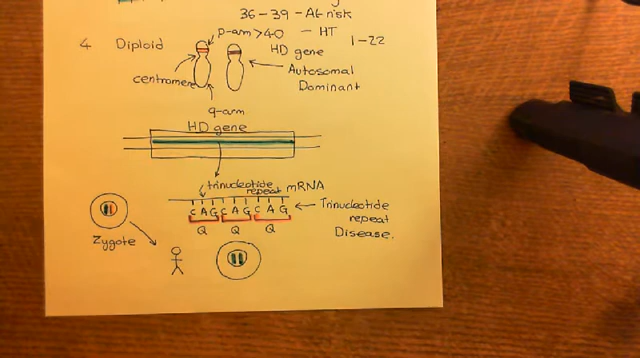 36-39 - At-risk
p-arm >40 - HT
4 Diploid
HD gene 1-22
centromere
Autosomal
Dominant
q-arm
HD gene
trinucleotide
repeat mRNA
C A G C A G C A G
Trinucleotide
repeat
Disease.
Q Q Q
Zygote